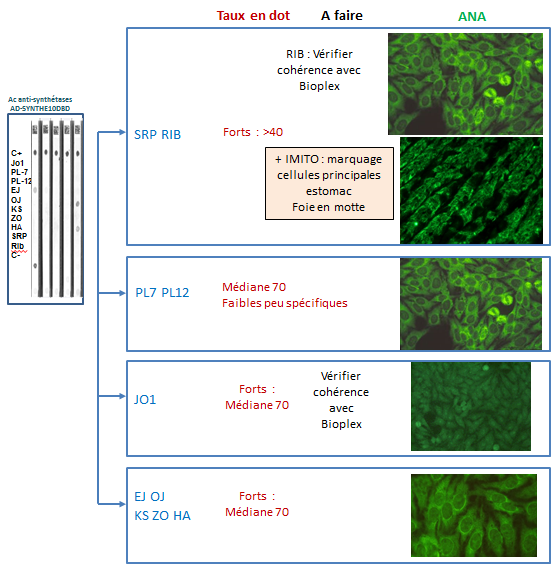 Taux en dot A faire ANA
Ac anti-synthétases
AD-SYNTHE10DBD
C+
Jo1
PL-7
PL-12
EJ
OJ
KS
ZO
HA
SRP
Rib
C-
SRP RIB
Forts : >40
RIB : Vérifier
cohérence avec
Bioplex
+ IMITO : marquage
cellules principales
estomac
Foie en motte
PL7 PL12
Médiane 70
Faibles peu spécifiques
JO1
Forts :
Médiane 70
Vérifier
cohérence
avec
Bioplex
EJ OJ
KS ZO HA
Forts :
Médiane 70